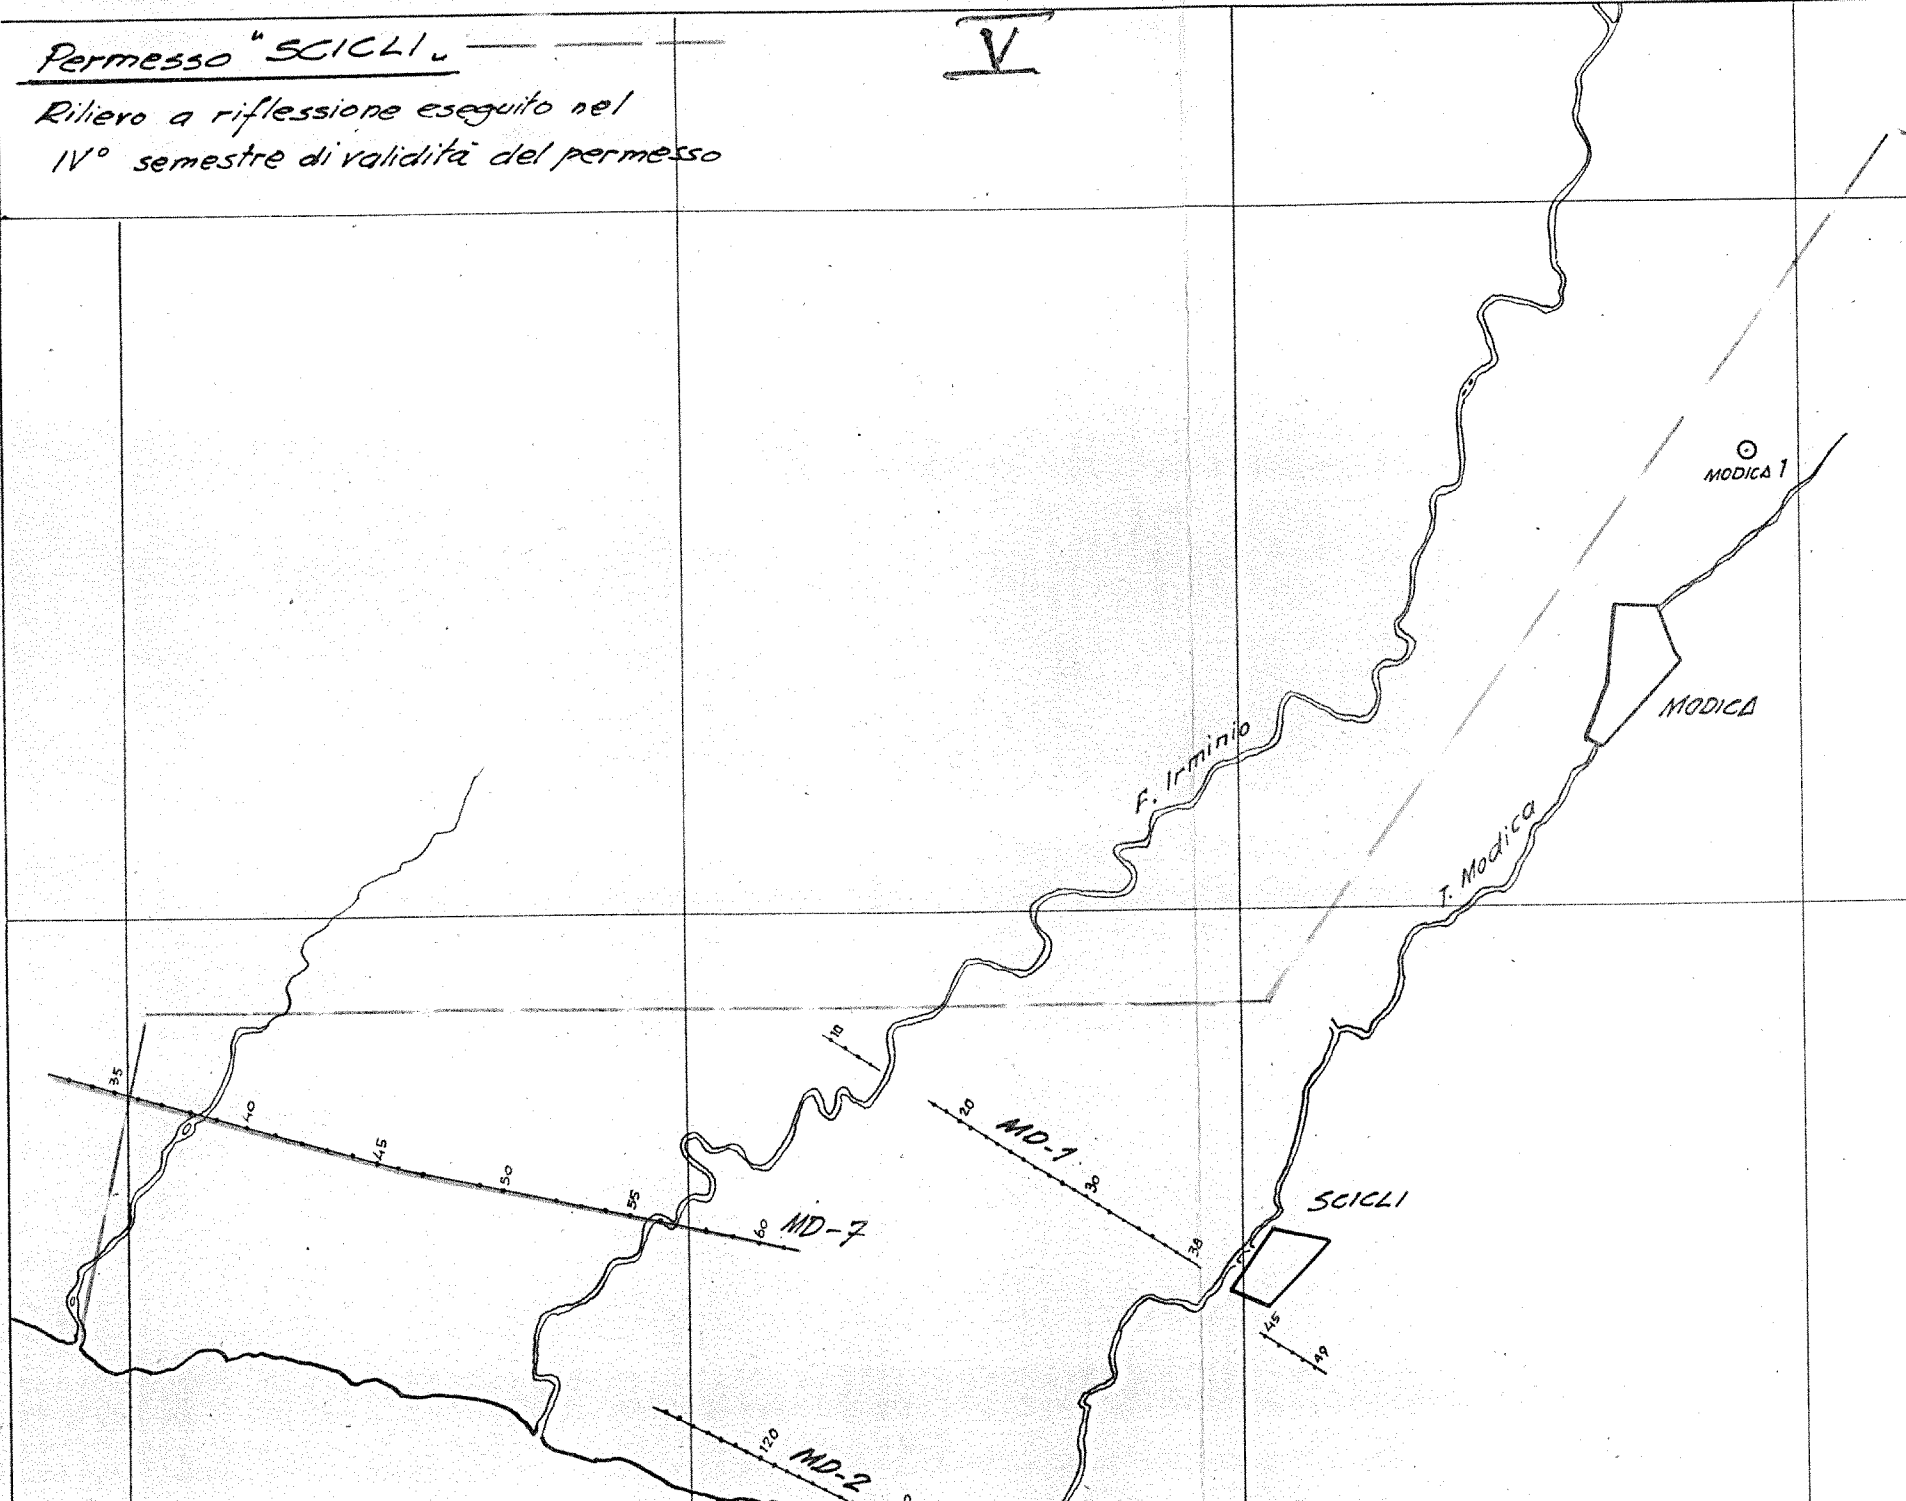 Permesso "SCICLI"
Rilievo a riflessione eseguito nel
IV° semestre di validità del permesso
V
MODICA 1
MODICA
F. Irminio
T. Modica
10
35
40
45
50
55
60
MD-7
20
MD-1
30
38
SCICLI
45
49
120
MD-2